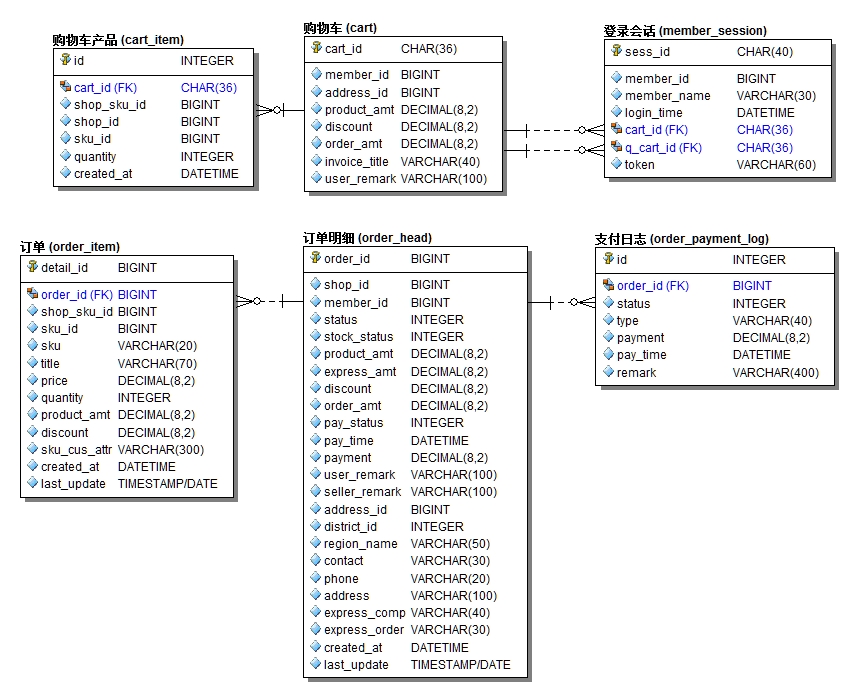 购物车产品 (cart_item)
id INTEGER
cart_id (FK) CHAR(36)
shop_sku_id BIGINT
shop_id BIGINT
sku_id BIGINT
quantity INTEGER
created_at DATETIME
购物车 (cart)
cart_id CHAR(36)
member_id BIGINT
address_id BIGINT
product_amt DECIMAL(8,2)
discount DECIMAL(8,2)
order_amt DECIMAL(8,2)
invoice_title VARCHAR(40)
user_remark VARCHAR(100)
登录会话 (member_session)
sess_id CHAR(40)
member_id BIGINT
member_name VARCHAR(30)
login_time DATETIME
cart_id (FK) CHAR(36)
q_cart_id (FK) CHAR(36)
token VARCHAR(60)
订单 (order_item)
detail_id BIGINT
order_id (FK) BIGINT
shop_sku_id BIGINT
sku_id BIGINT
sku VARCHAR(20)
title VARCHAR(70)
price DECIMAL(8,2)
quantity INTEGER
product_amt DECIMAL(8,2)
discount DECIMAL(8,2)
sku_cus_attr VARCHAR(300)
created_at DATETIME
last_update TIMESTAMP/DATE
订单明细 (order_head)
order_id BIGINT
shop_id BIGINT
member_id BIGINT
status INTEGER
stock_status INTEGER
product_amt DECIMAL(8,2)
express_amt DECIMAL(8,2)
discount DECIMAL(8,2)
order_amt DECIMAL(8,2)
pay_status INTEGER
pay_time DATETIME
payment DECIMAL(8,2)
user_remark VARCHAR(100)
seller_remark VARCHAR(100)
address_id BIGINT
district_id INTEGER
region_name VARCHAR(50)
contact VARCHAR(30)
phone VARCHAR(20)
address VARCHAR(100)
express_comp VARCHAR(40)
express_order VARCHAR(30)
created_at DATETIME
last_update TIMESTAMP/DATE
支付日志 (order_payment_log)
id INTEGER
order_id (FK) BIGINT
status INTEGER
type VARCHAR(40)
payment DECIMAL(8,2)
pay_time DATETIME
remark VARCHAR(400)